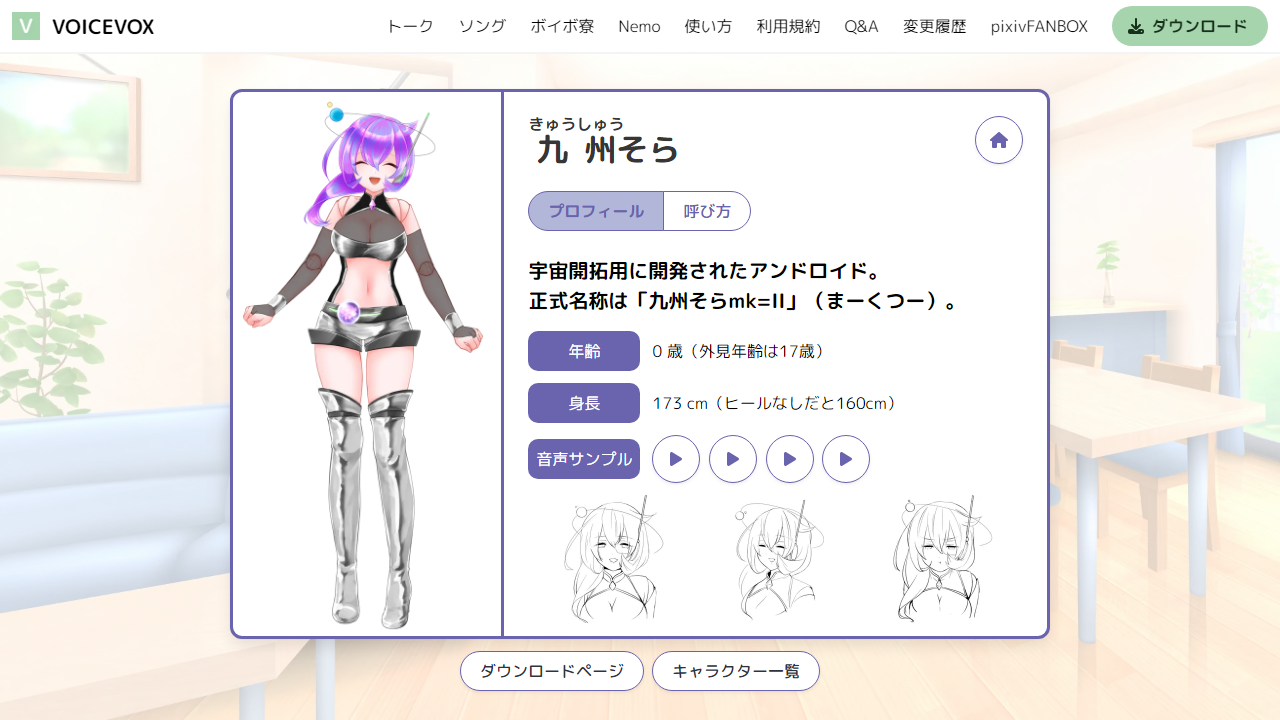 V VOICEVOX トーク ソング ボイボ寮 Nemo 使い方 利用規約 Q&A 変更履歴 pixivFANBOX ダウンロード
きゅうしゅう
九州そら
プロフィール 呼び方
宇宙開拓用に開発されたアンドロイド。
正式名称は「九州そらmk=II」（まーくつー）。
年齢 0 歳（外見年齢は17歳）
身長 173 cm（ヒールなしだと160cm）
音声サンプル
ダウンロードページ キャラクター一覧